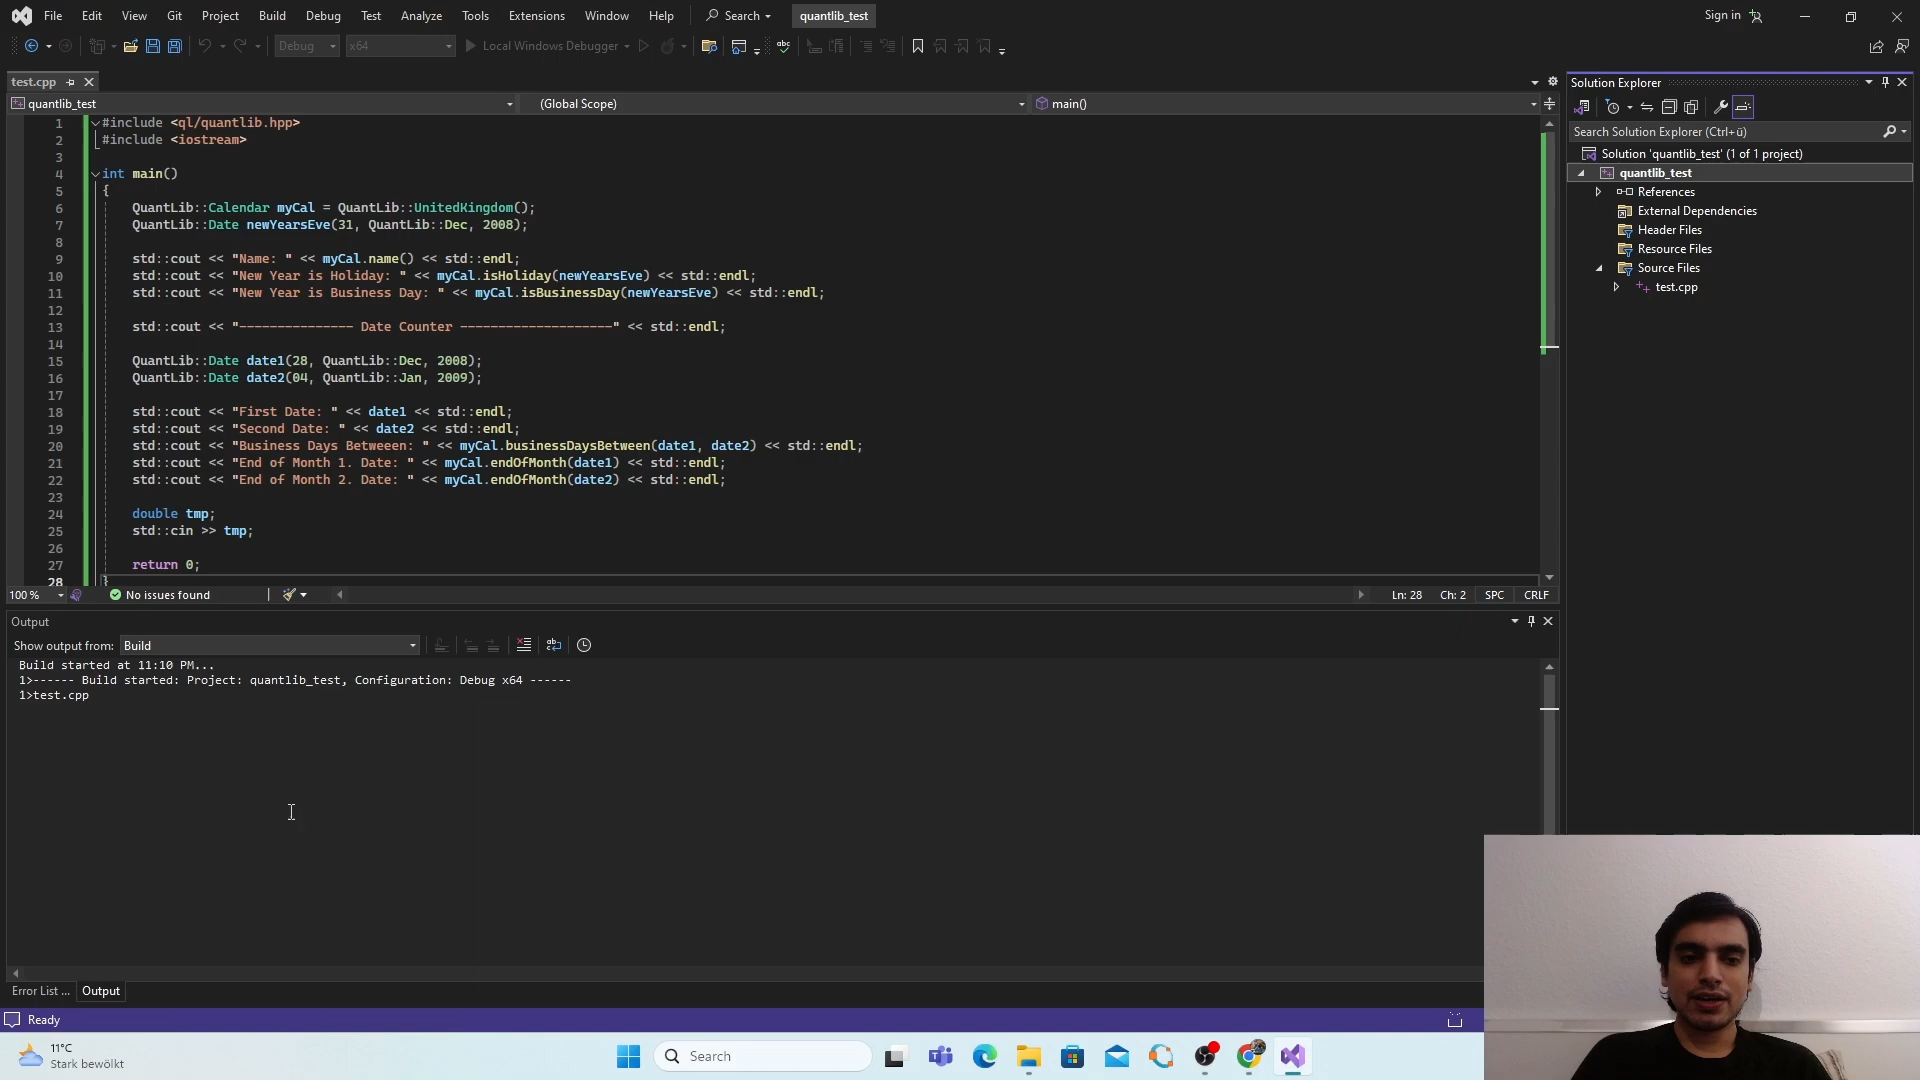 File Edit View Git Project Build Debug Test Analyze Tools Extensions Window Help Search quantlib_test Sign in
Debug x64 Local Windows Debugger
test.cpp
quantlib_test (Global Scope) main()
1 #include <ql/quantlib.hpp>
2 #include <iostream>
3
4 int main()
5 {
6 QuantLib::Calendar myCal = QuantLib::UnitedKingdom();
7 QuantLib::Date newYearsEve(31, QuantLib::Dec, 2008);
8
9 std::cout << "Name: " << myCal.name() << std::endl;
10 std::cout << "New Year is Holiday: " << myCal.isHoliday(newYearsEve) << std::endl;
11 std::cout << "New Year is Business Day: " << myCal.isBusinessDay(newYearsEve) << std::endl;
12
13 std::cout << "--------------- Date Counter --------------------" << std::endl;
14
15 QuantLib::Date date1(28, QuantLib::Dec, 2008);
16 QuantLib::Date date2(04, QuantLib::Jan, 2009);
17
18 std::cout << "First Date: " << date1 << std::endl;
19 std::cout << "Second Date: " << date2 << std::endl;
20 std::cout << "Business Days Betweeen: " << myCal.businessDaysBetween(date1, date2) << std::endl;
21 std::cout << "End of Month 1. Date: " << myCal.endOfMonth(date1) << std::endl;
22 std::cout << "End of Month 2. Date: " << myCal.endOfMonth(date2) << std::endl;
23
24 double tmp;
25 std::cin >> tmp;
26
27 return 0;
28 }
100 % No issues found Ln: 28 Ch: 2 SPC CRLF
Output
Show output from: Build
Build started at 11:10 PM...
1>------ Build started: Project: quantlib_test, Configuration: Debug x64 ------
1>test.cpp
Error List ... Output
Ready
Solution Explorer
Search Solution Explorer (Ctrl+ü)
Solution 'quantlib_test' (1 of 1 project)
quantlib_test
References
External Dependencies
Header Files
Resource Files
Source Files
test.cpp
11°C
Stark bewölkt
Search